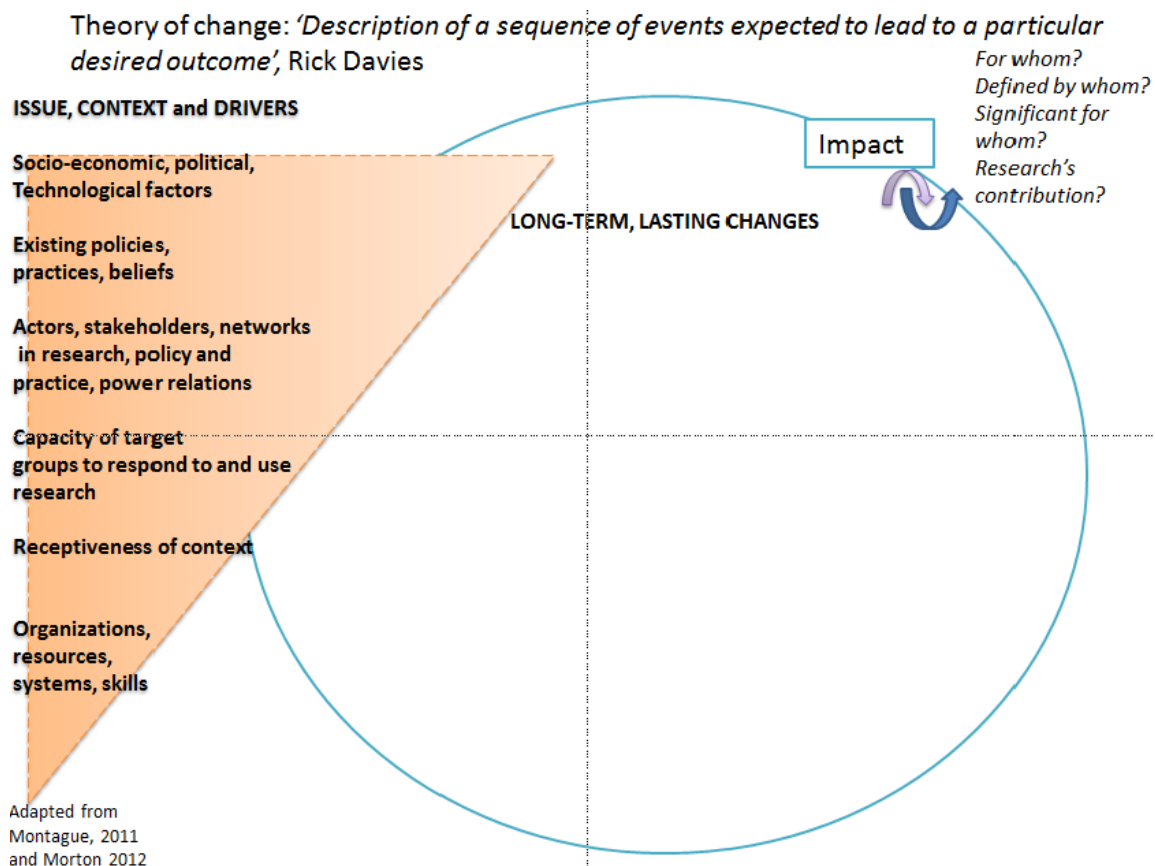 Theory of change: ‘Description of a sequence of events expected to lead to a particular
desired outcome’, Rick Davies
For whom?
Defined by whom?
Significant for
whom?
Research’s
contribution?
ISSUE, CONTEXT and DRIVERS
Impact
Socio-economic, political,
Technological factors
LONG-TERM, LASTING CHANGES
Existing policies,
practices, beliefs
Actors, stakeholders, networks
in research, policy and
practice, power relations
Capacity of target
groups to respond to and use
research
Receptiveness of context
Organizations,
resources,
systems, skills
Adapted from
Montague, 2011
and Morton 2012